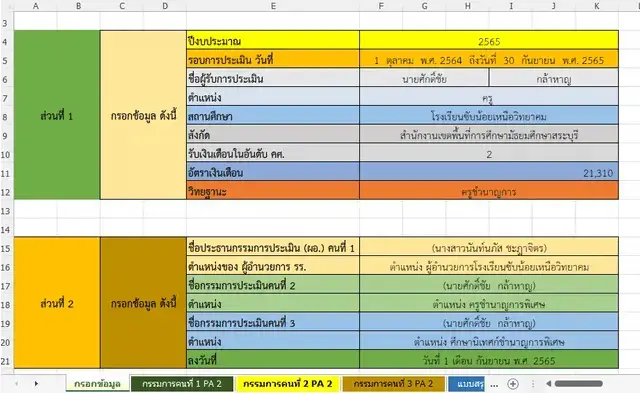 E F G H I J K
3
4 ปีงบประมาณ 2565
5 รอบการประเมิน วันที่ 1 ตุลาคม พ.ศ. 2564 ถึงวันที่ 30 กันยายน พ.ศ. 2565
6 ชื่อผู้รับการประเมิน นายศักดิ์ชัย กล้าหาญ
7 ตำแหน่ง ครู
8 ส่วนที่ 1 กรอกข้อมูล ดังนี้ สถานศึกษา โรงเรียนซับน้อยเหนือวิทยาคม
9 สังกัด สำนักงานเขตพื้นที่การศึกษามัธยมศึกษาสระบุรี
10 รับเงินเดือนในอันดับ คศ. 2
11 อัตราเงินเดือน 21,310
12 วิทยฐานะ ครูชำนาญการ
13
14
15 ชื่อประธานกรรมการประเมิน (ผอ.) คนที่ 1 (นางสาวนันท์นภัส ชะฎาจิตร)
16 ตำแหน่งของ ผู้อำนวยการ รร. ตำแหน่ง ผู้อำนวยการโรงเรียนซับน้อยเหนือวิทยาคม
17 ชื่อกรรมการประเมินคนที่ 2 (นายศักดิ์ชัย กล้าหาญ)
18 ส่วนที่ 2 กรอกข้อมูล ดังนี้ ตำแหน่ง ตำแหน่ง ครูชำนาญการพิเศษ
19 ชื่อกรรมการประเมินคนที่ 3 (นายศักดิ์ชัย กล้าหาญ)
20 ตำแหน่ง ตำแหน่ง ศึกษานิเทศก์ชำนาญการพิเศษ
21 ลงวันที่ วันที่ 1 เดือน กันยายน พ.ศ. 2565
กรอกข้อมูล กรรมการคนที่ 1 PA 2 กรรมการคนที่ 2 PA 2 กรรมการคนที่ 3 PA 2 แบบสรุ ...